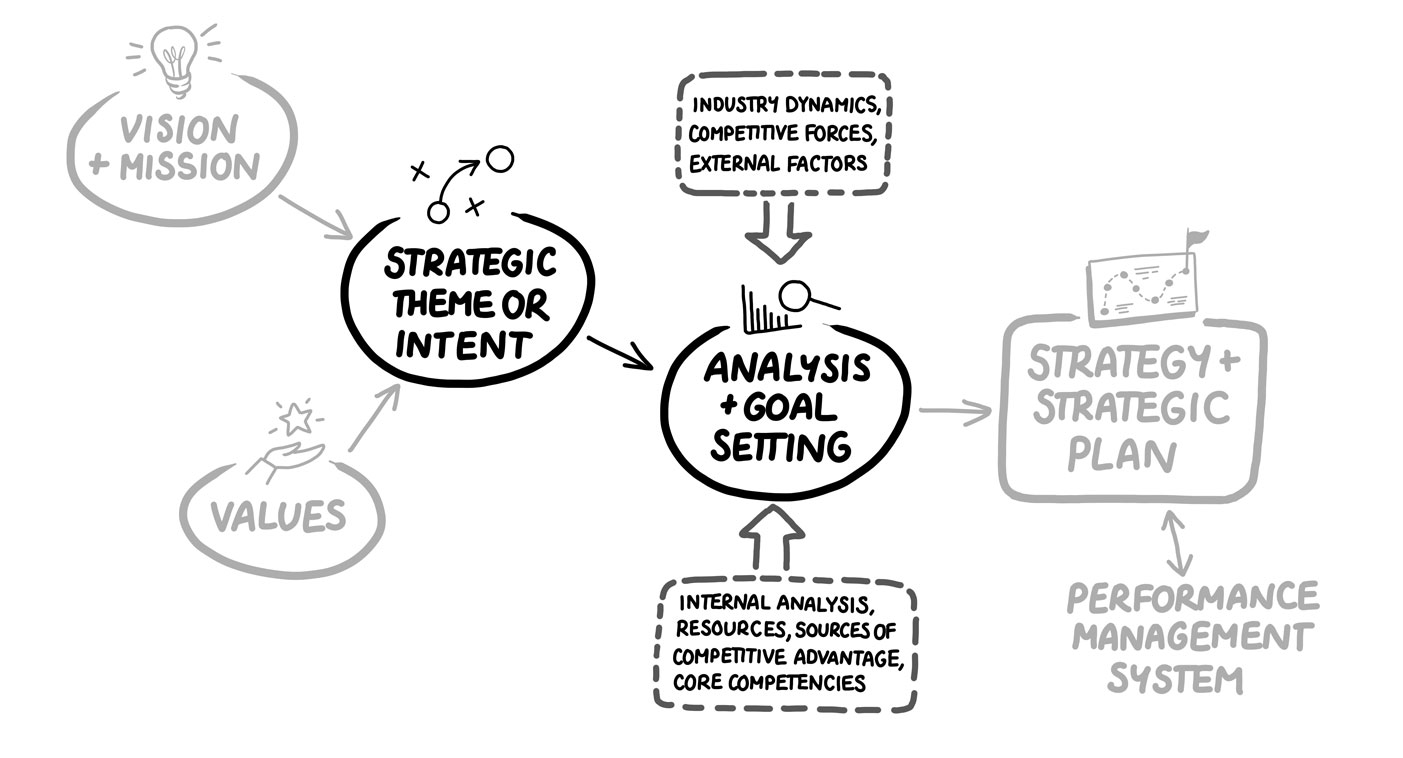 VISION
+ MISSION
STRATEGIC
THEME OR
INTENT
VALUES
INDUSTRY DYNAMICS,
COMPETITIVE FORCES,
EXTERNAL FACTORS
ANALYSIS
+ GOAL
SETTING
INTERNAL ANALYSIS,
RESOURCES, SOURCES OF
COMPETITIVE ADVANTAGE,
CORE COMPETENCIES
STRATEGY +
STRATEGIC
PLAN
PERFORMANCE
MANAGEMENT
SYSTEM